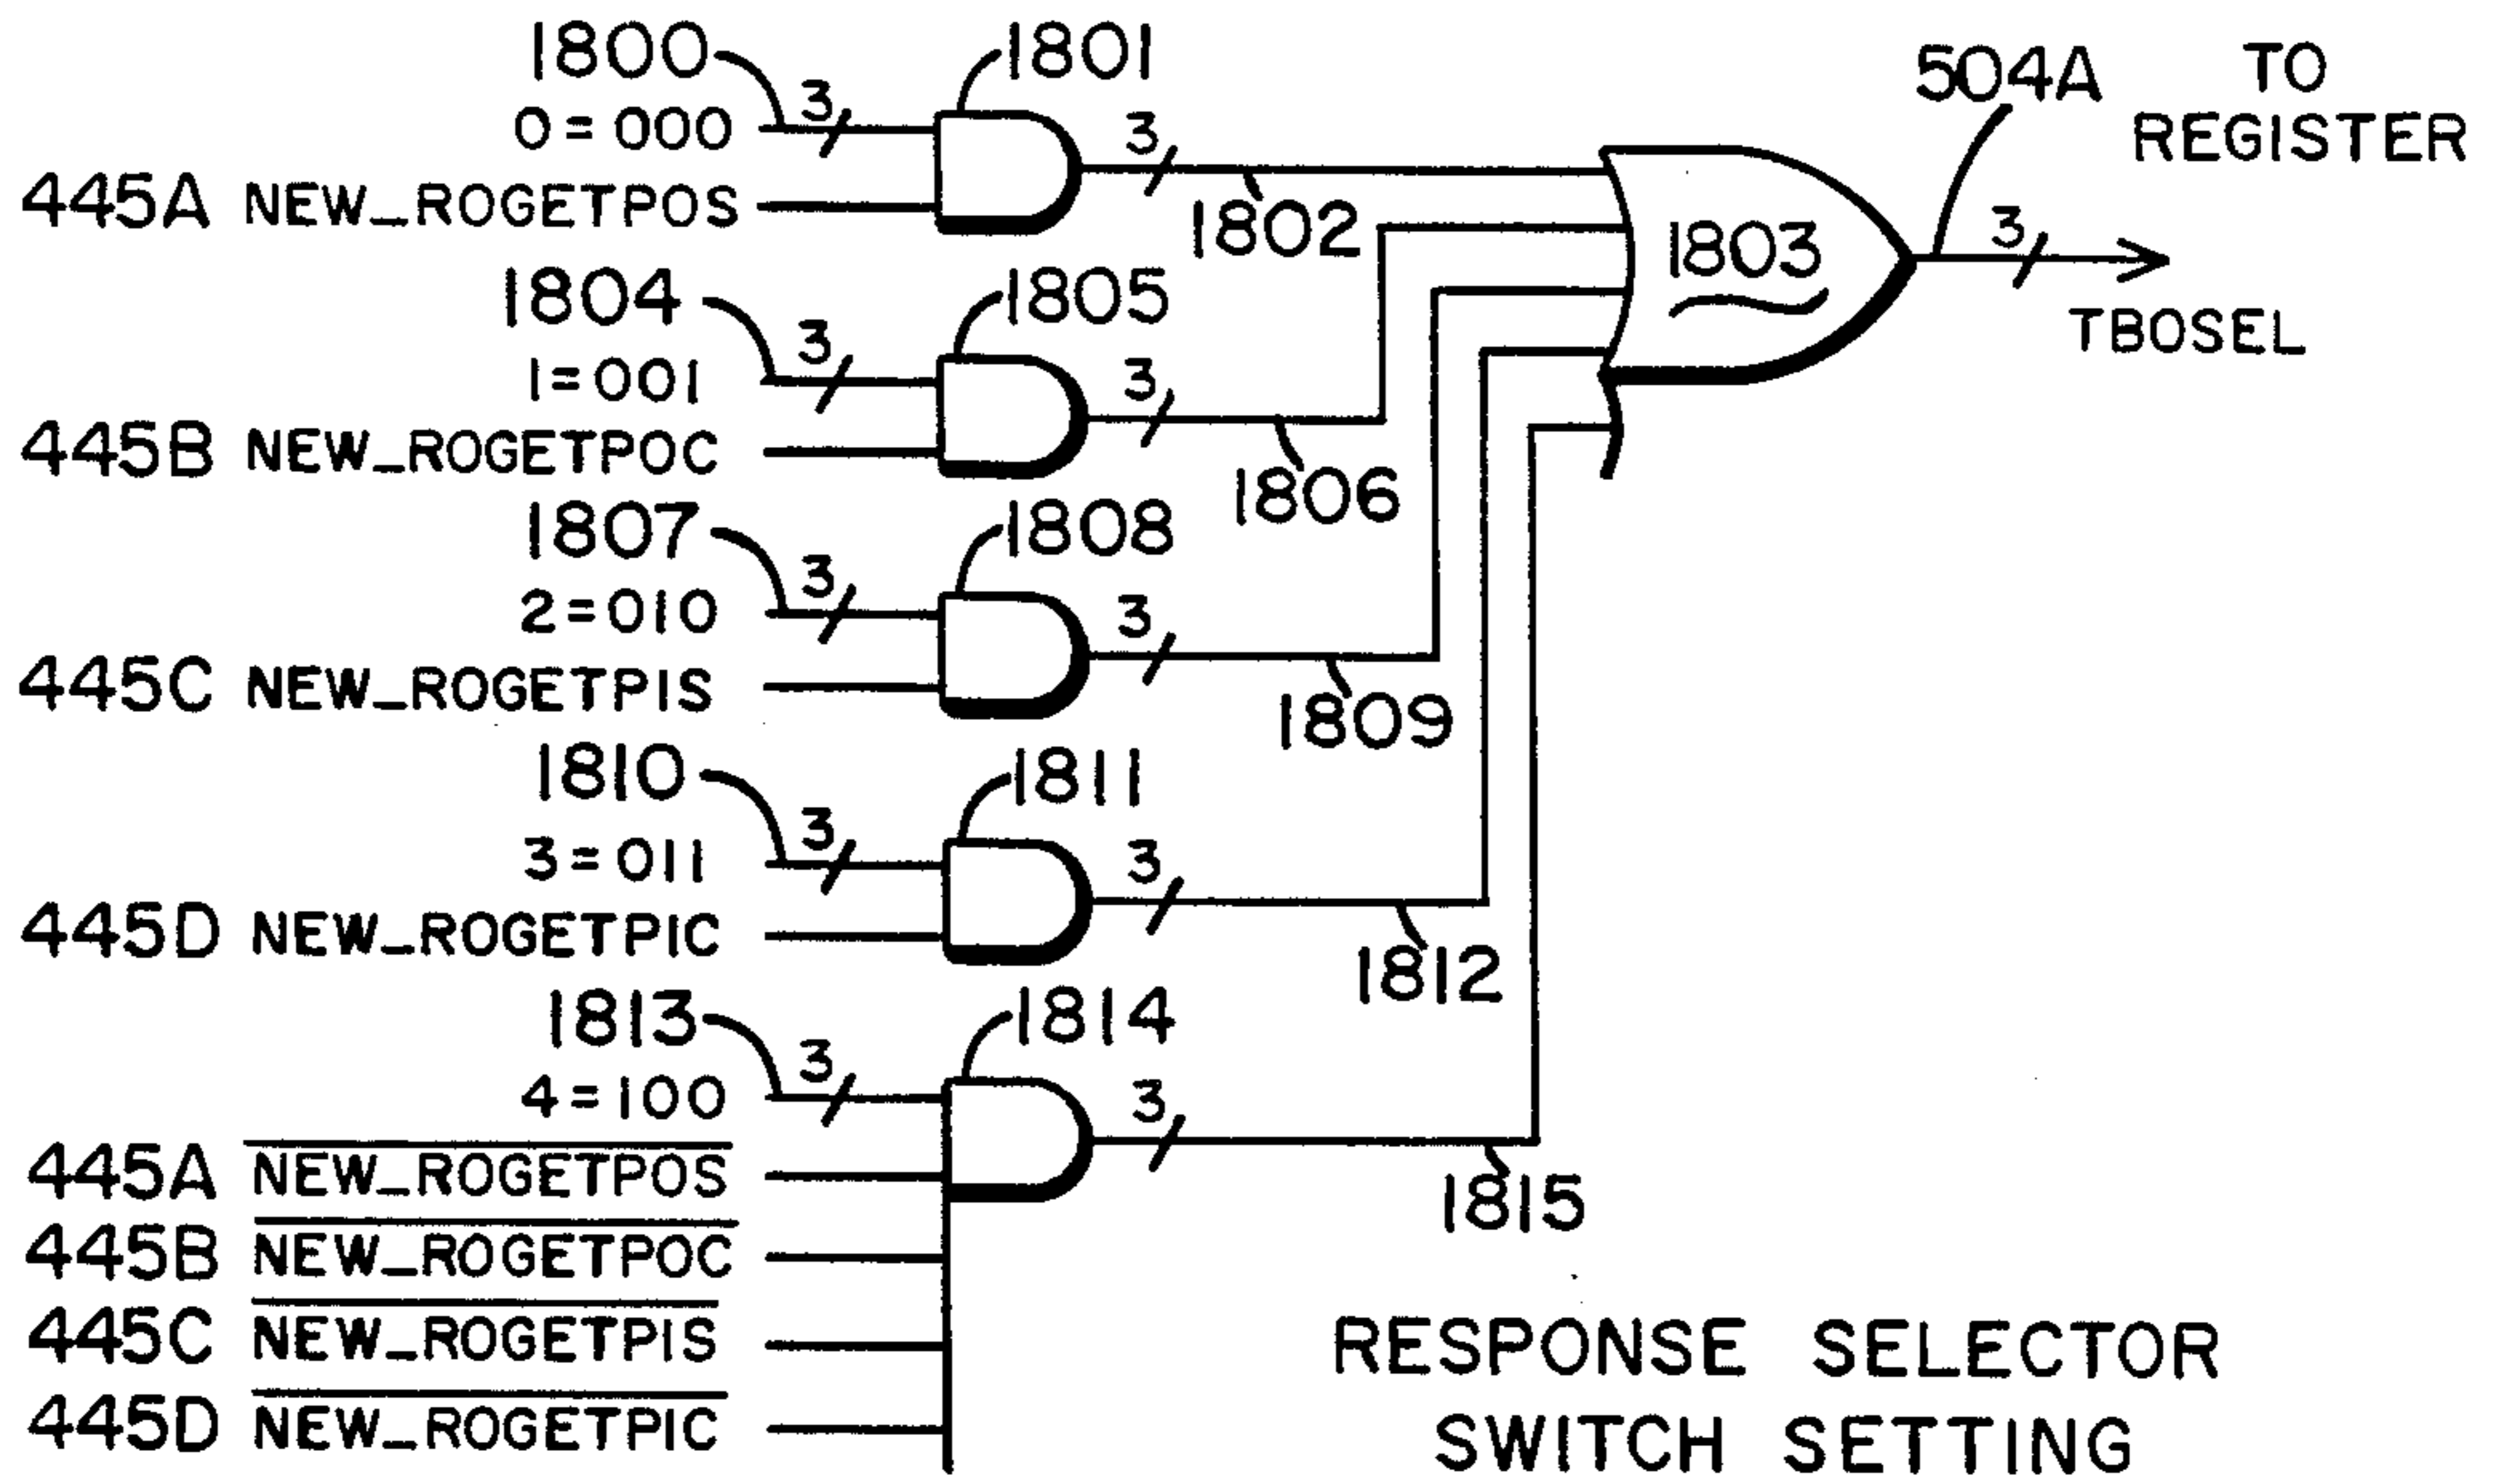 1800 3 1801 3
0=000
445A NEW_ROGETPOS
1802
1803
504A TO
REGISTER
3
TBOSEL
1804 3 1805 3
1=001
445B NEW_ROGETPOC
1806
1807 3 1808 3
2=010
445C NEW_ROGETPIS
1809
1810 3 1811 3
3=011
445D NEW_ROGETPIC
1812
1813 3 1814 3
4=100
445A NEW_ROGETPOS
1815
445B NEW_ROGETPOC
445C NEW_ROGETPIS
445D NEW_ROGETPIC
RESPONSE SELECTOR
SWITCH SETTING